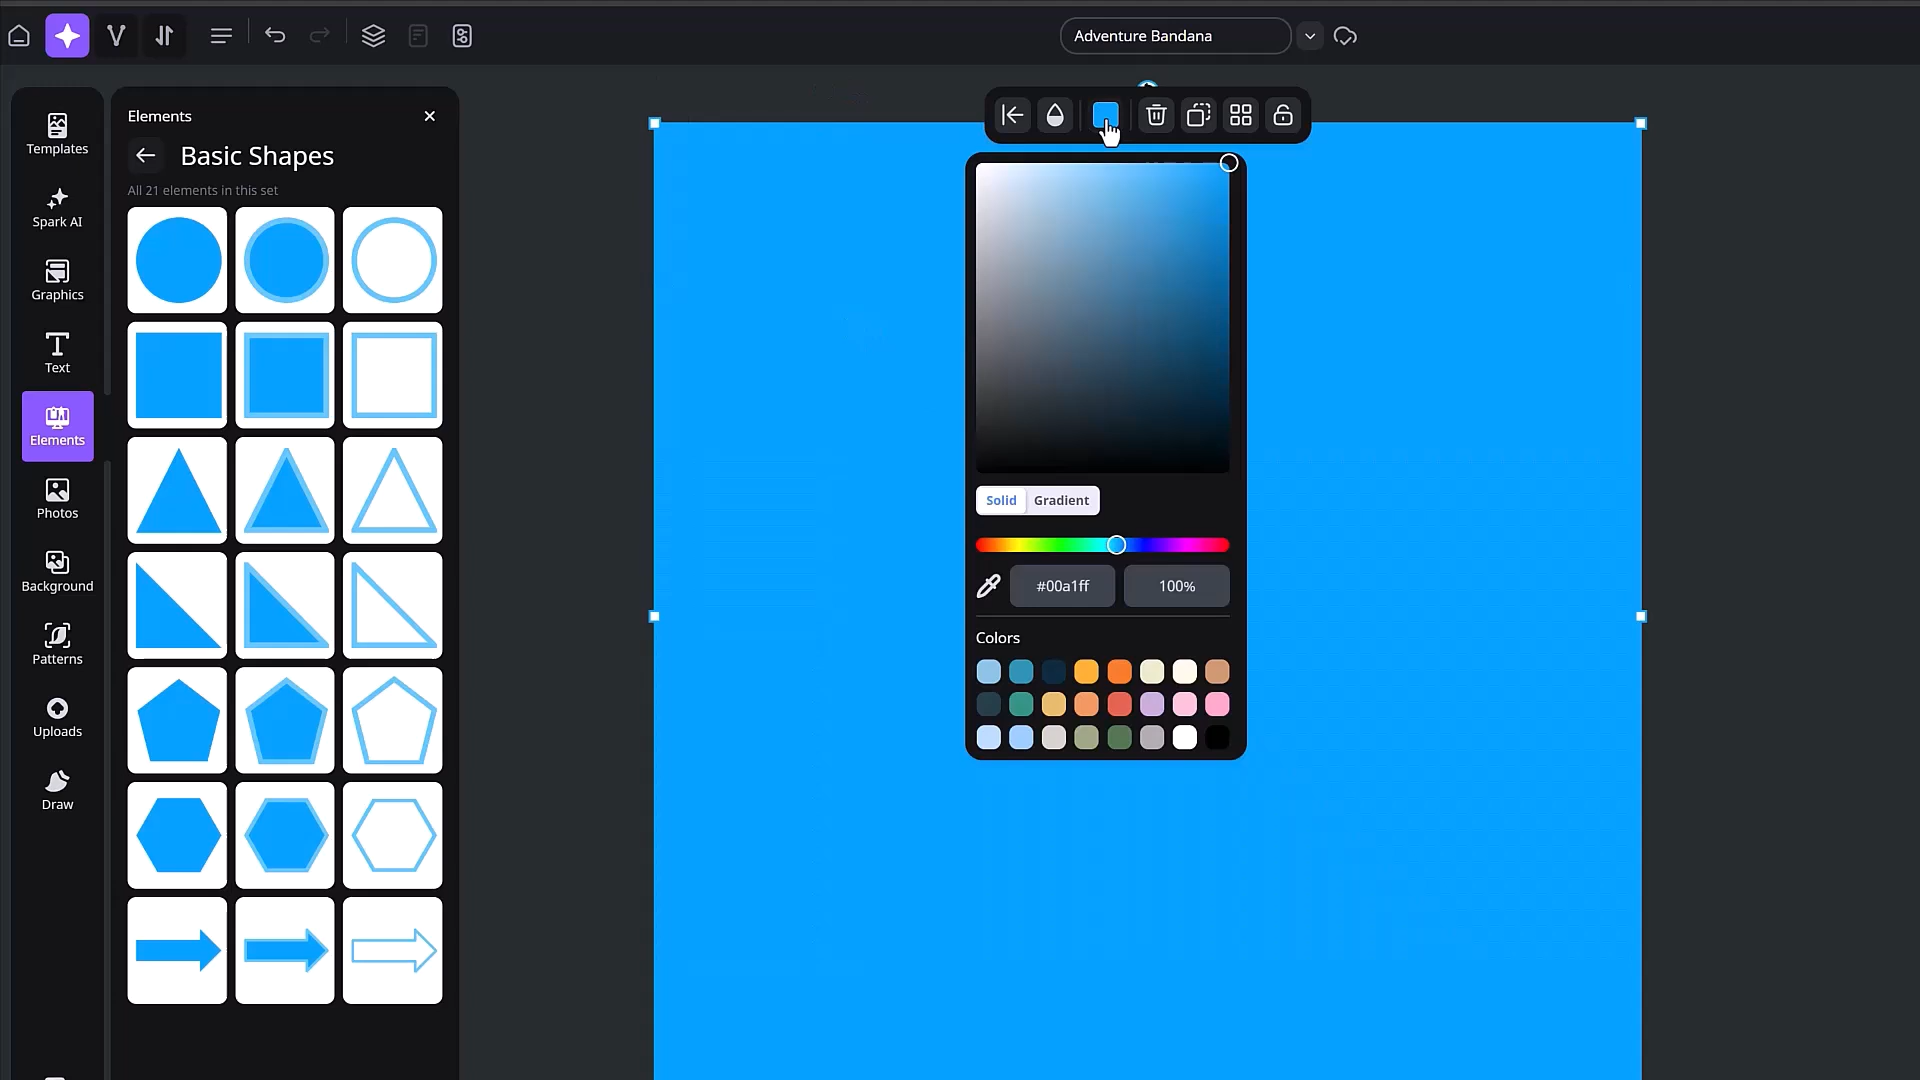 Adventure Bandana
Templates
Spark AI
Graphics
Text
Elements
Photos
Background
Patterns
Uploads
Draw
Elements
Basic Shapes
All 21 elements in this set
Solid Gradient
#00a1ff 100%
Colors